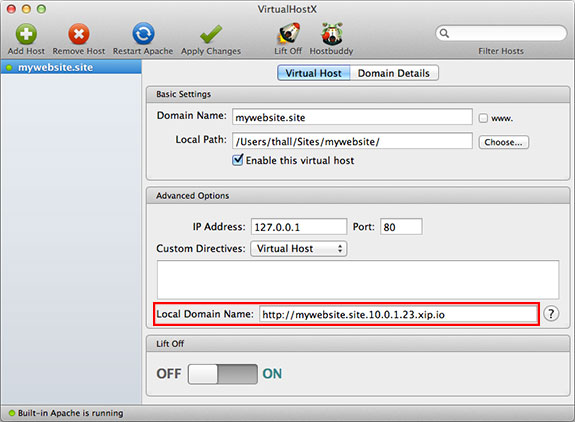 VirtualHostX
Add Host Remove Host Restart Apache Apply Changes Lift Off Hostbuddy Filter Hosts
mywebsite.site
Virtual Host Domain Details
Basic Settings
Domain Name: mywebsite.site www.
Local Path: /Users/thall/Sites/mywebsite/ Choose...
Enable this virtual host
Advanced Options
IP Address: 127.0.0.1 Port: 80
Custom Directives: Virtual Host
Local Domain Name: http://mywebsite.site.10.0.1.23.xip.io ?
Lift Off
OFF ON
Built-in Apache is running